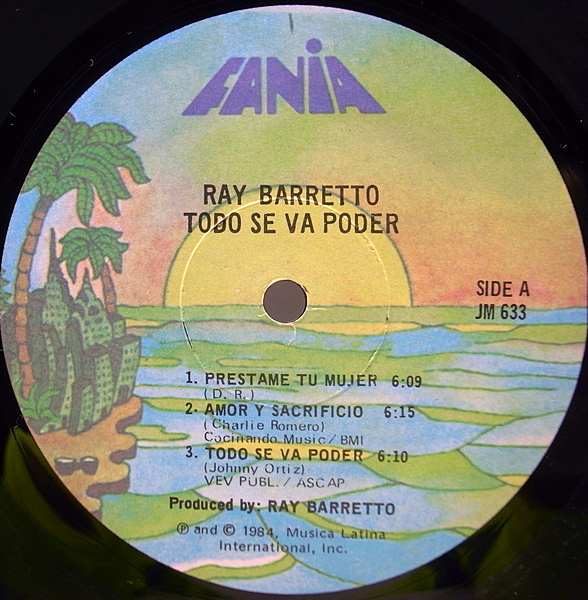 FANIA
RAY BARRETTO
TODO SE VA PODER
SIDE A
JM 633
1. PRESTAME TU MUJER 6:09
(D. R.)
2. AMOR Y SACRIFICIO 6:15
(Charlie Romero)
Cocinando Music/BMI
3. TODO SE VA PODER 6:10
(Johnny Ortiz)
VEV PUBL./ASCAP
Produced by: RAY BARRETTO
℗ and © 1984, Musica Latina
International, Inc.